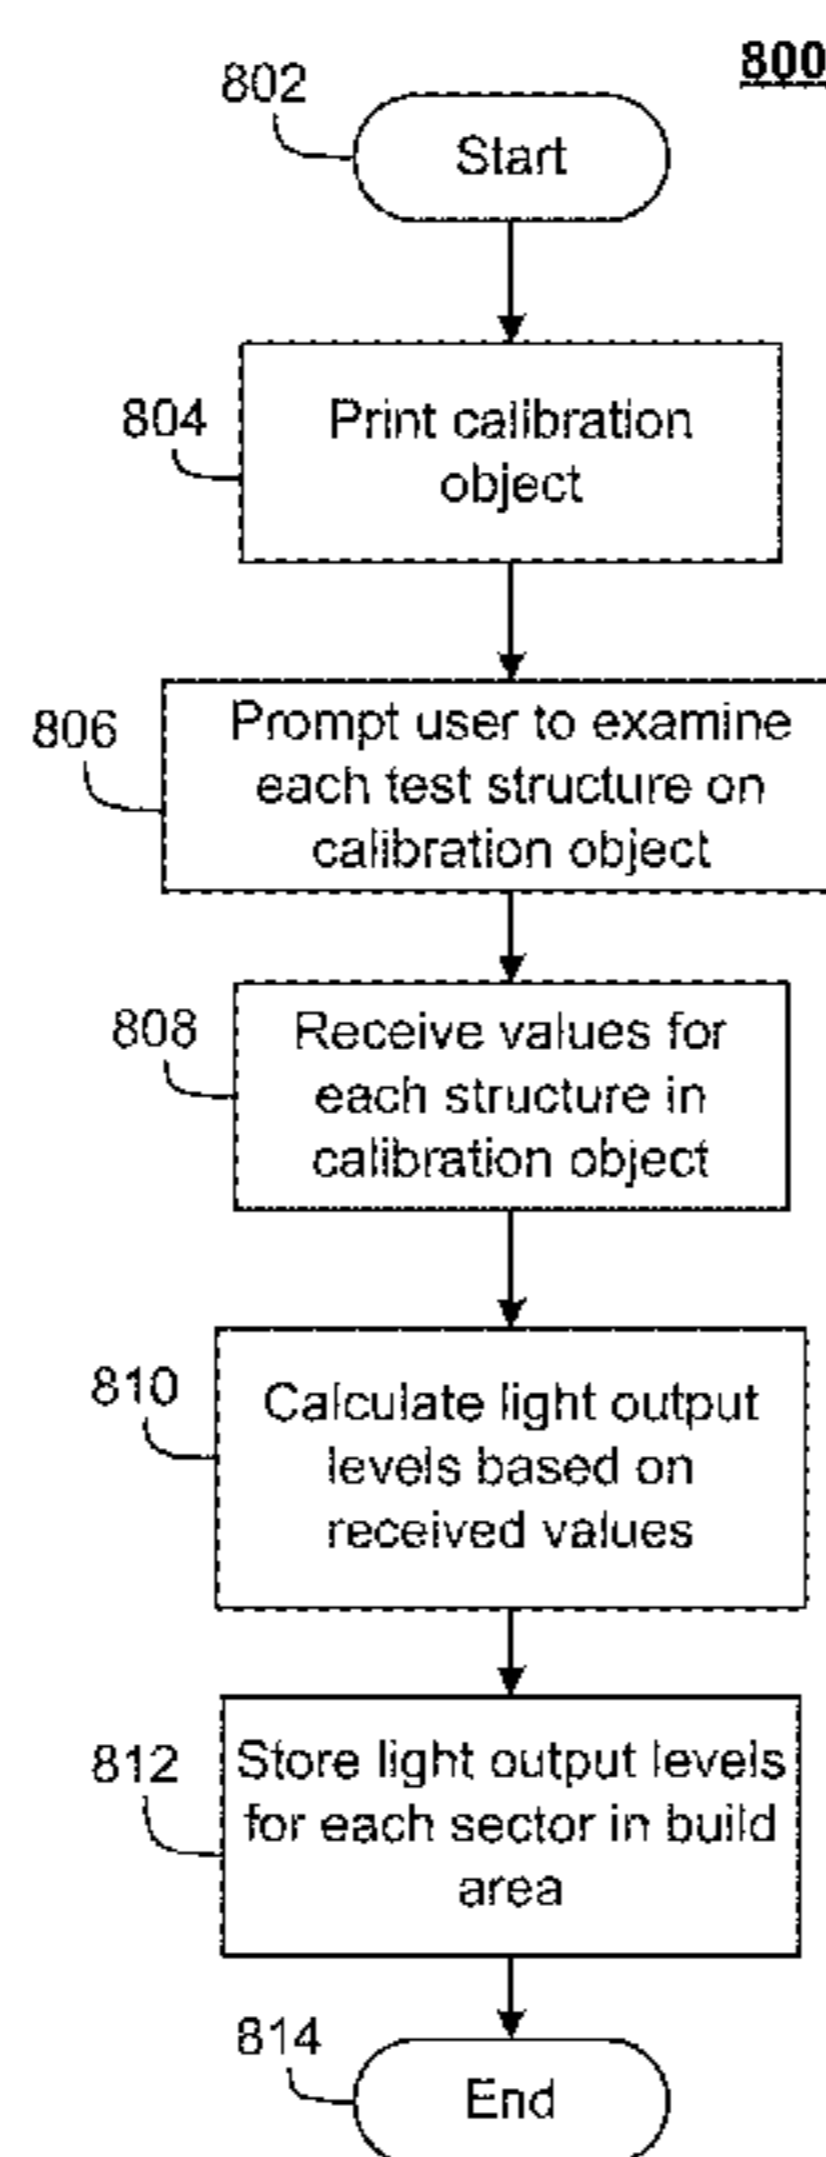 800
802
Start
804
Print calibration
object
806
Prompt user to examine
each test structure on
calibration object
808
Receive values for
each structure in
calibration object
810
Calculate light output
levels based on
received values
812
Store light output levels
for each sector in build
area
814
End